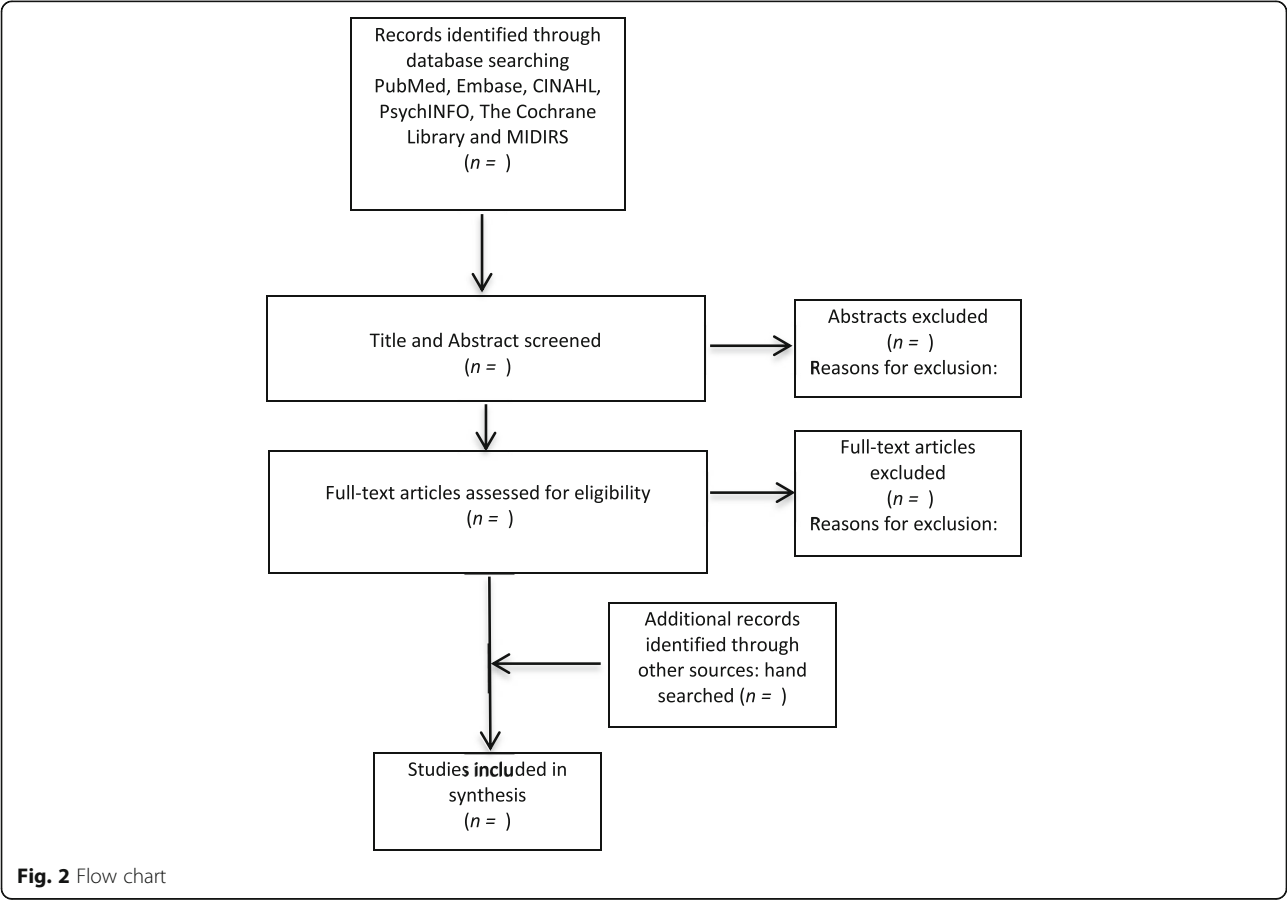 Records identified through
database searching
PubMed, Embase, CINAHL,
PsychINFO, The Cochrane
Library and MIDIRS
(n = )
Title and Abstract screened
(n = )
Abstracts excluded
(n = )
Reasons for exclusion:
Full-text articles assessed for eligibility
(n = )
Full-text articles
excluded
(n = )
Reasons for exclusion:
Additional records
identified through
other sources: hand
searched (n = )
Studies included in
synthesis
(n = )
Fig. 2 Flow chart